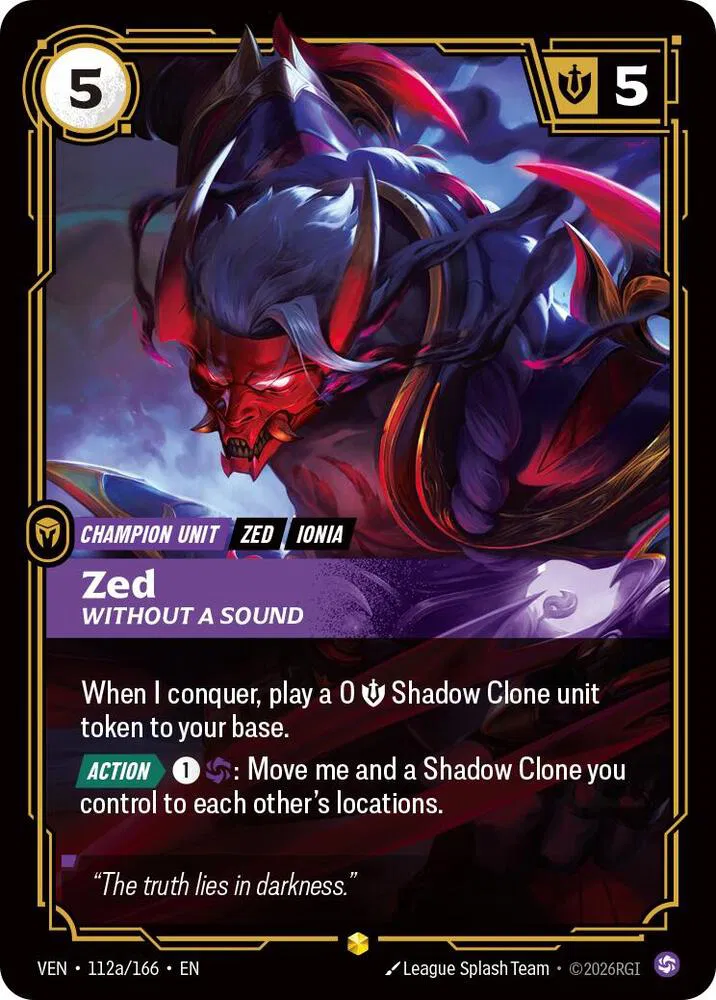 5
5
CHAMPION UNIT ZED IONIA
Zed
WITHOUT A SOUND
When I conquer, play a 0 Shadow Clone unit
token to your base.
ACTION 1 : Move me and a Shadow Clone you
control to each other's locations.
“The truth lies in darkness.”
VEN • 112a/166 • EN League Splash Team • ©2026RGI